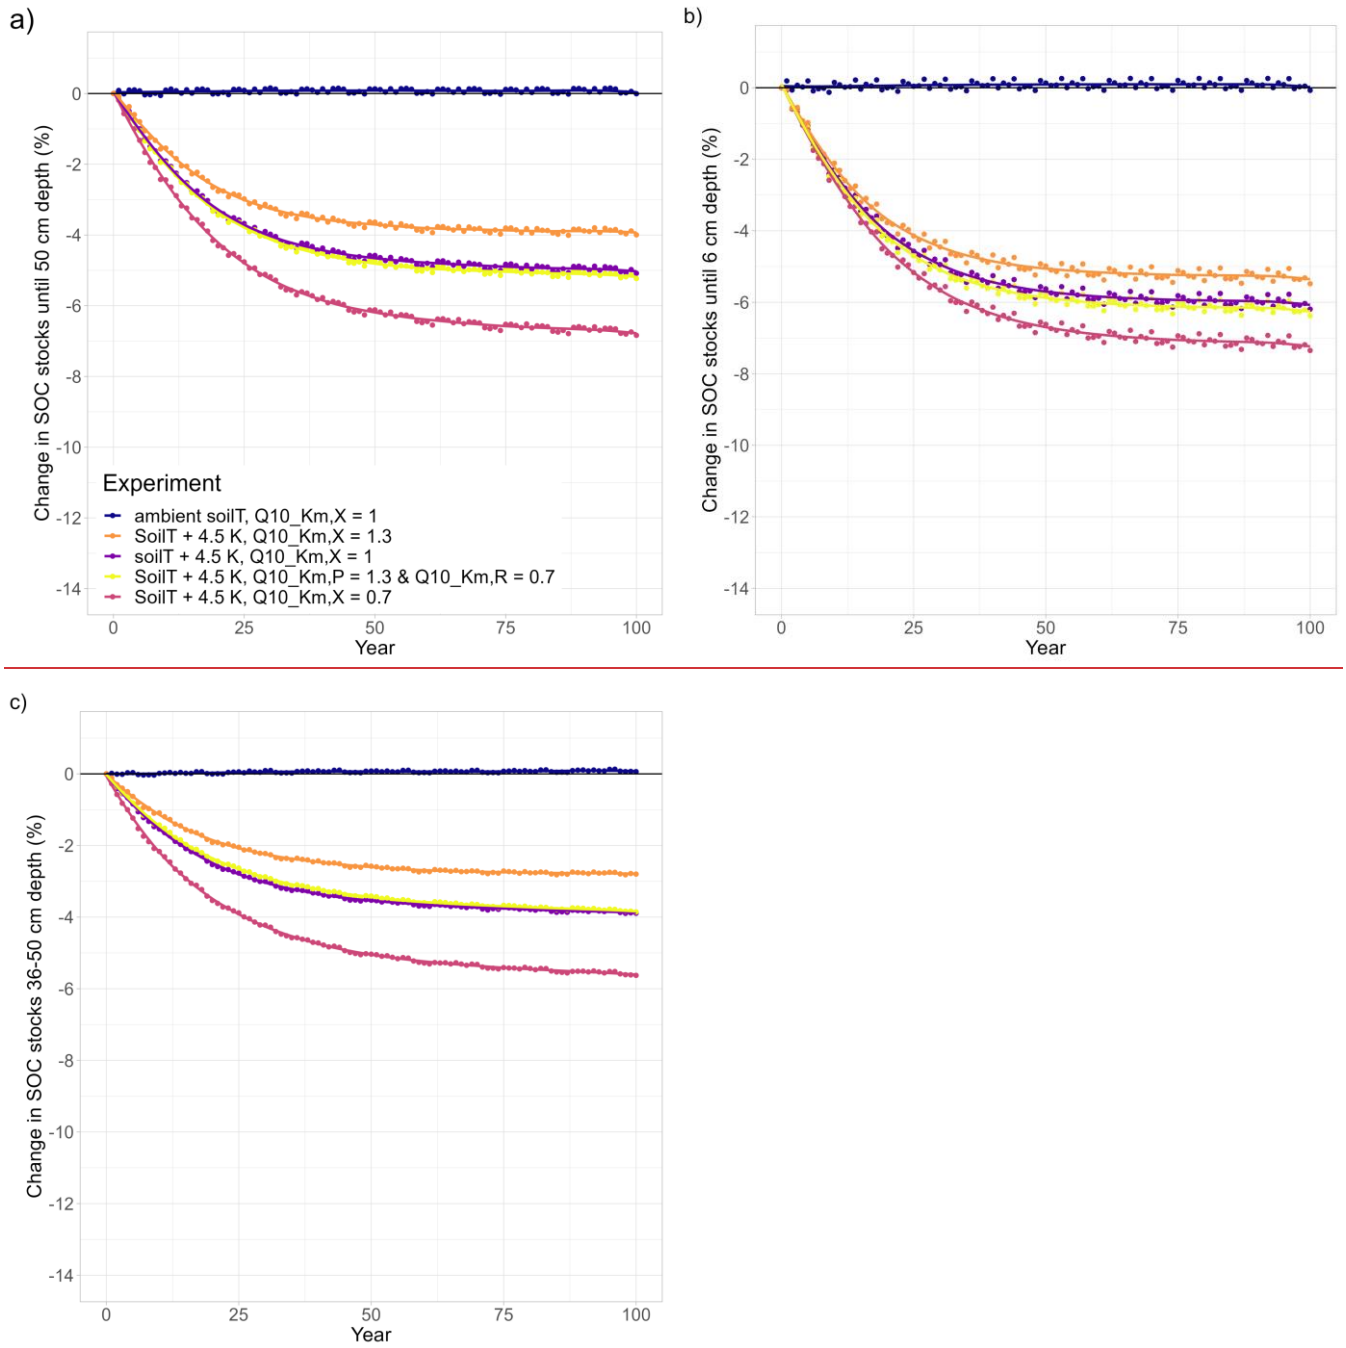 a)
Change in SOC stocks until 50 cm depth (%)
0
-2
-4
-6
-8
-10
-12
-14
Experiment
ambient soilT, Q10_Km,X = 1
SoilT + 4.5 K, Q10_Km,X = 1.3
soilT + 4.5 K, Q10_Km,X = 1
SoilT + 4.5 K, Q10_Km,P = 1.3 & Q10_Km,R = 0.7
SoilT + 4.5 K, Q10_Km,X = 0.7
0 25 50 75 100
Year
b)
Change in SOC stocks until 6 cm depth (%)
0
-2
-4
-6
-8
-10
-12
-14
0 25 50 75 100
Year
c)
Change in SOC stocks 36-50 cm depth (%)
0
-2
-4
-6
-8
-10
-12
-14
0 25 50 75 100
Year